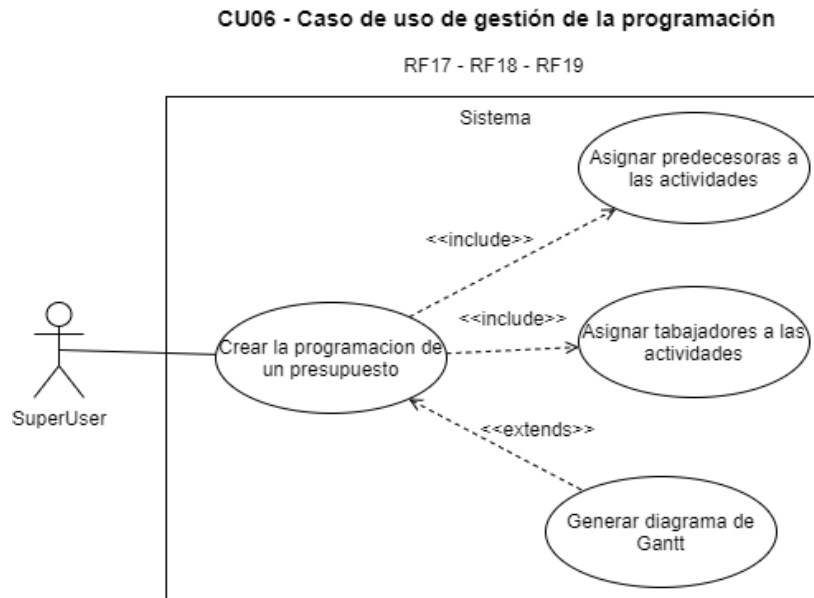 CU06 - Caso de uso de gestión de la programación
RF17 - RF18 - RF19
Sistema
Asignar predecesoras a
las actividades
<<include>>
<<include>>
Asignar tabajadores a las
actividades
Crear la programacion de
un presupuesto
SuperUser
<<extends>>
Generar diagrama de
Gantt